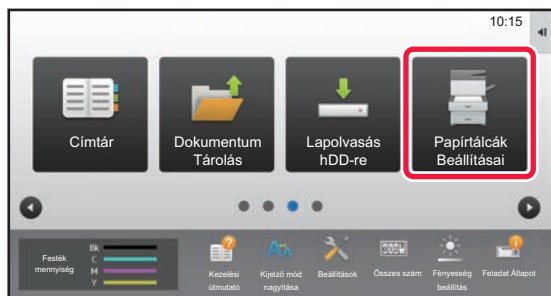 10:15
Címtár
Dokumentum
Tárolás
Lapolvasás
hDD-re
Papírtálcák
Beállításai
Festék
mennyiség
Bk
C
M
Y
Kezelési
útmutató
Kijelző mód
nagyítása
Beállítások
Összes szám
Fényesség
beállítás
Feladat Állapot